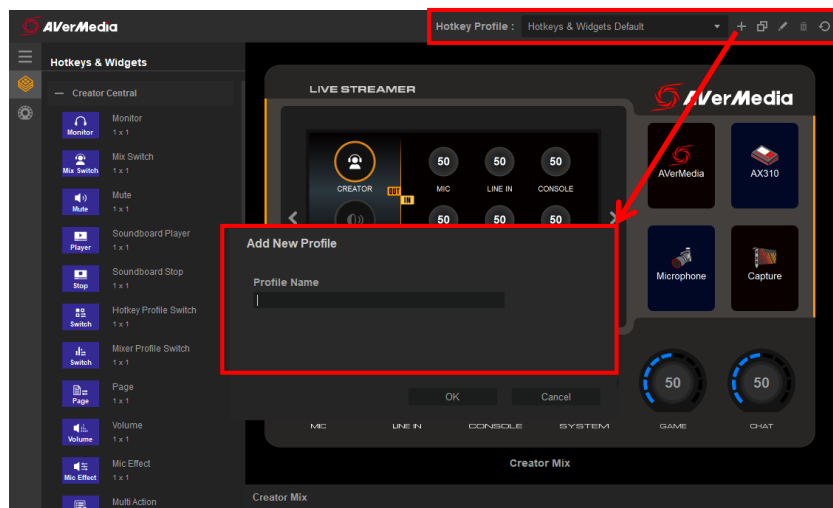 AVerMedia
Hotkey Profile : Hotkeys & Widgets Default
Hotkeys & Widgets
Creator Central
Monitor
Monitor
1 x 1
Mix Switch
Mix Switch
1 x 1
Mute
Mute
1 x 1
Player
Soundboard Player
1 x 1
Stop
Soundboard Stop
1 x 1
Switch
Hotkey Profile Switch
1 x 1
Switch
Mixer Profile Switch
1 x 1
Page
Page
1 x 1
Volume
Volume
1 x 1
Mic Effect
Mic Effect
1 x 1
Multi Action
LIVE STREAMER
AVerMedia
CREATOR
OUT
IN
50 50 50
MIC LINE IN CONSOLE
50 50 50
AVerMedia
AX310
Microphone
Capture
Add New Profile
Profile Name
OK Cancel
50 50
MIC LINE IN CONSOLE SYSTEM GAME CHAT
Creator Mix
Creator Mix